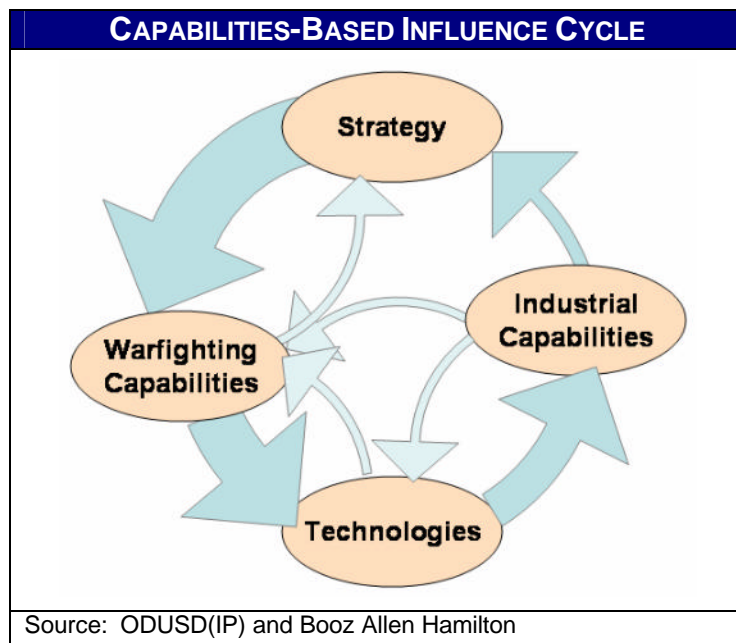 CAPABILITIES-BASED INFLUENCE CYCLE
Strategy
Industrial
Capabilities
Warfighting
Capabilities
Technologies
Source: ODUSD(IP) and Booz Allen Hamilton